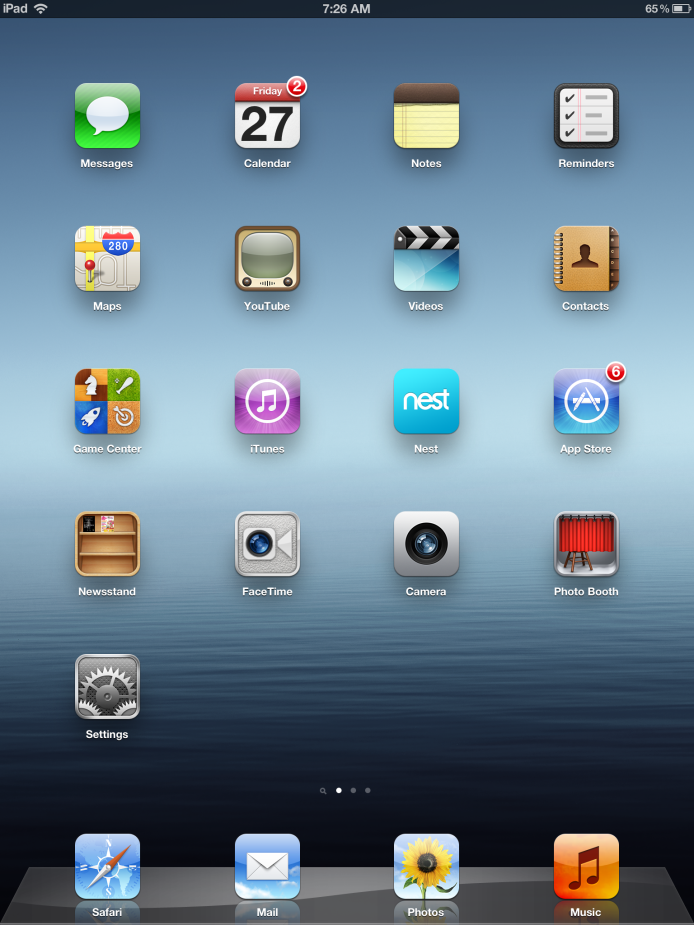 iPad 7:26 AM 65%
Friday 2
27
Messages Calendar Notes Reminders
280
Maps YouTube Videos Contacts
nest 6
Game Center iTunes Nest App Store
Newsstand FaceTime Camera Photo Booth
Settings
N
Safari Mail Photos Music